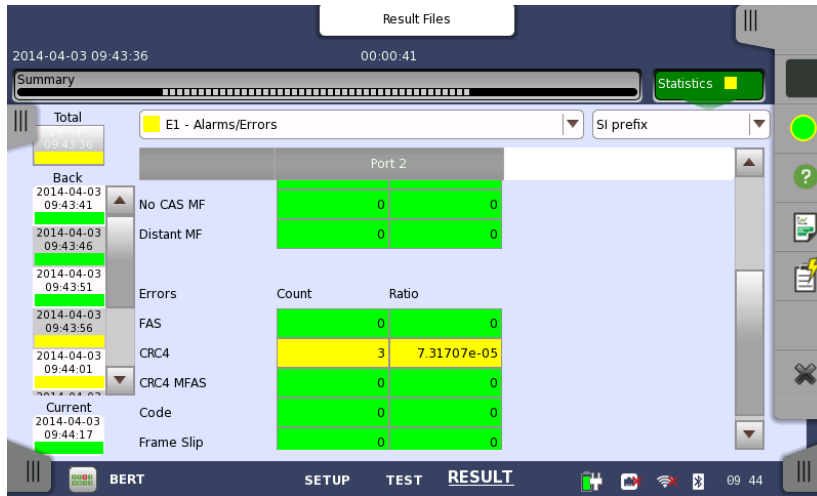 Result Files
2014-04-03 09:43:36 00:00:41
Summary
Statistics
Total
09:43:36
E1 - Alarms/Errors
SI prefix
Port 2
Back
2014-04-03
09:43:41
2014-04-03
09:43:46
2014-04-03
09:43:51
2014-04-03
09:43:56
2014-04-03
09:44:01
Current
2014-04-03
09:44:17
No CAS MF 0 0
Distant MF 0 0
Errors Count Ratio
FAS 0 0
CRC4 3 7.31707e-05
CRC4 MFAS 0 0
Code 0 0
Frame Slip 0 0
BERT SETUP TEST RESULT 09 44